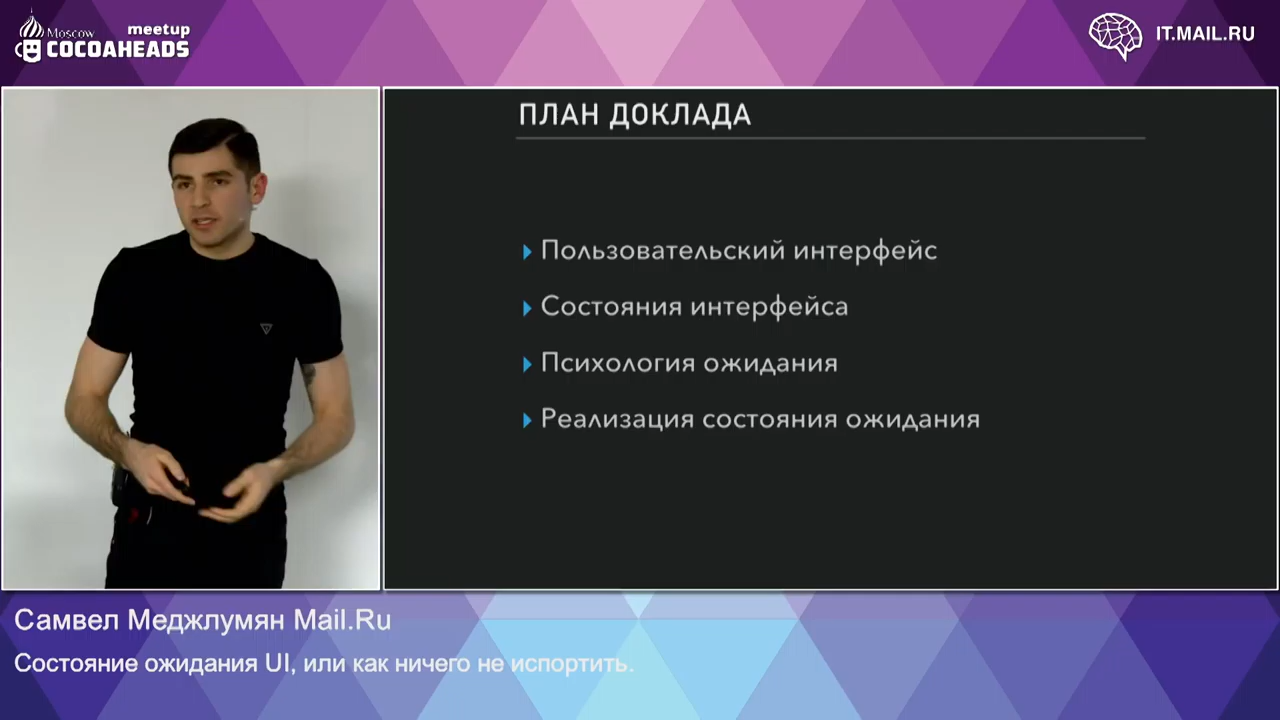 Moscow meetup
COCOAHEADS
IT.MAIL.RU
ПЛАН ДОКЛАДА
Пользовательский интерфейс
Состояния интерфейса
Психология ожидания
Реализация состояния ожидания
Самвел Меджлумян Mail.Ru
Состояние ожидания UI, или как ничего не испортить.